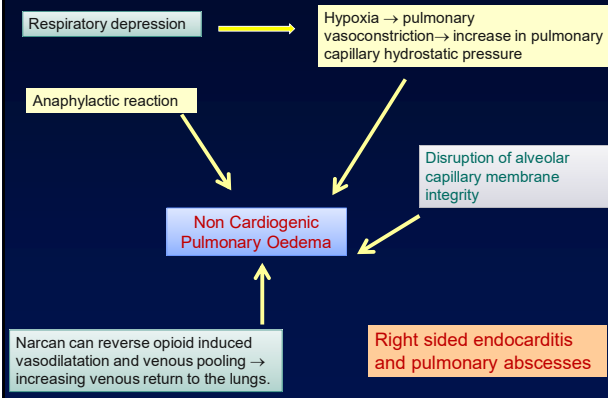 Respiratory depression
Hypoxia → pulmonary
vasoconstriction→ increase in pulmonary
capillary hydrostatic pressure
Anaphylactic reaction
Disruption of alveolar
capillary membrane
integrity
Non Cardiogenic
Pulmonary Oedema
Narcan can reverse opioid induced
vasodilatation and venous pooling →
increasing venous return to the lungs.
Right sided endocarditis
and pulmonary abscesses